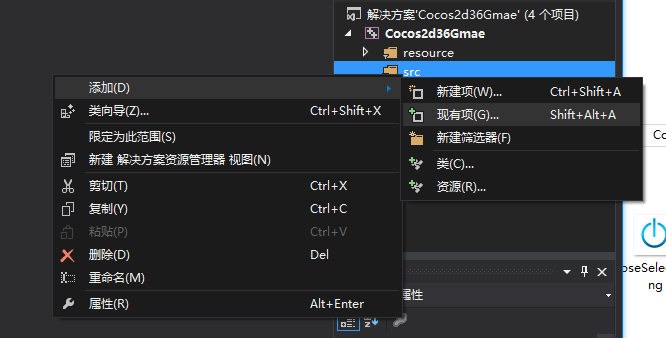 解决方案'Cocos2d36Gmae' (4 个项目)
Cocos2d36Gmae
resource
src
添加(D)
类向导(Z)... Ctrl+Shift+X
限定为此范围(S)
新建 解决方案资源管理器 视图(N)
剪切(T) Ctrl+X
复制(Y) Ctrl+C
粘贴(P) Ctrl+V
删除(D) Del
重命名(M)
属性(R) Alt+Enter
新建项(W)... Ctrl+Shift+A
现有项(G)... Shift+Alt+A
新建筛选器(F)
类(C)...
资源(R)...
Co
oseSelec
ng
属性